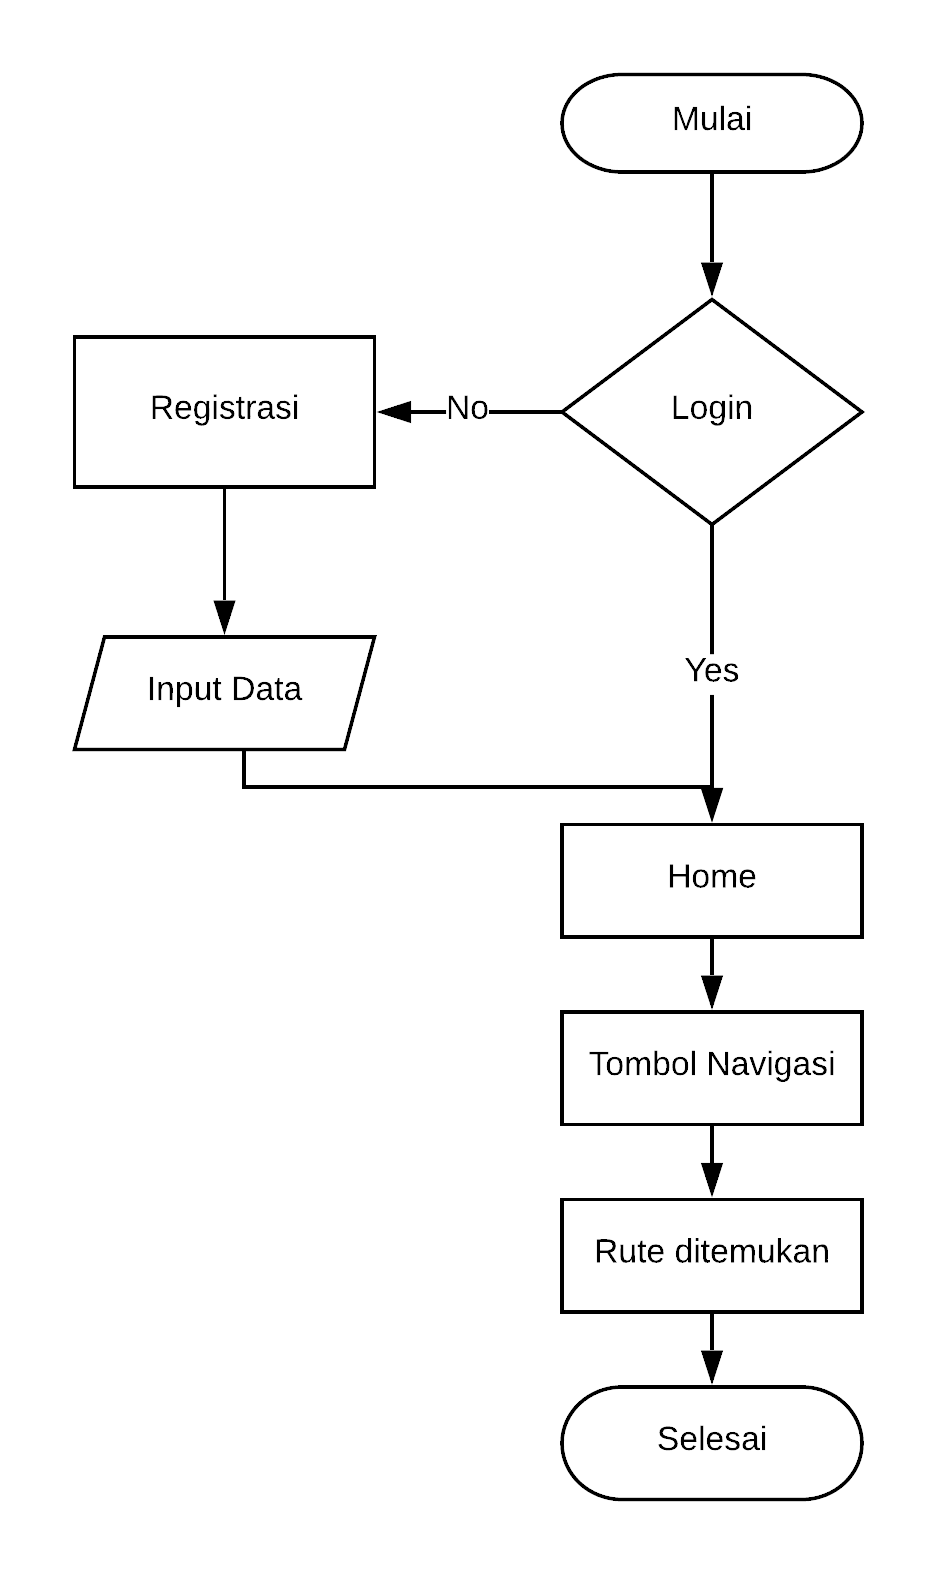 Mulai
Login
No
Registrasi
Input Data
Yes
Home
Tombol Navigasi
Rute ditemukan
Selesai